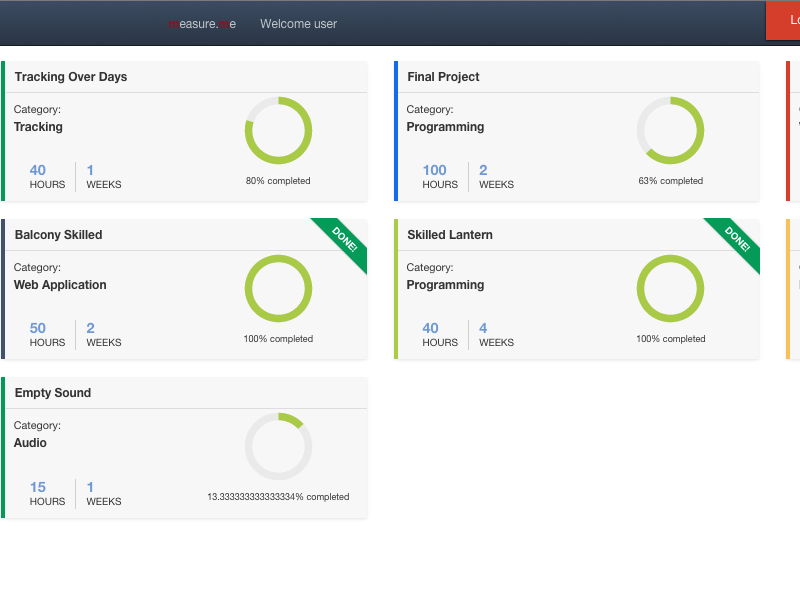 measure.me Welcome user Lo
Tracking Over Days
Category:
Tracking
40 1
HOURS WEEKS
80% completed
Final Project
Category:
Programming
100 2
HOURS WEEKS
63% completed
Balcony Skilled
DONE!
Category:
Web Application
50 2
HOURS WEEKS
100% completed
Skilled Lantern
DONE!
Category:
Programming
40 4
HOURS WEEKS
100% completed
Empty Sound
Category:
Audio
15 1
HOURS WEEKS
13.333333333333334% completed